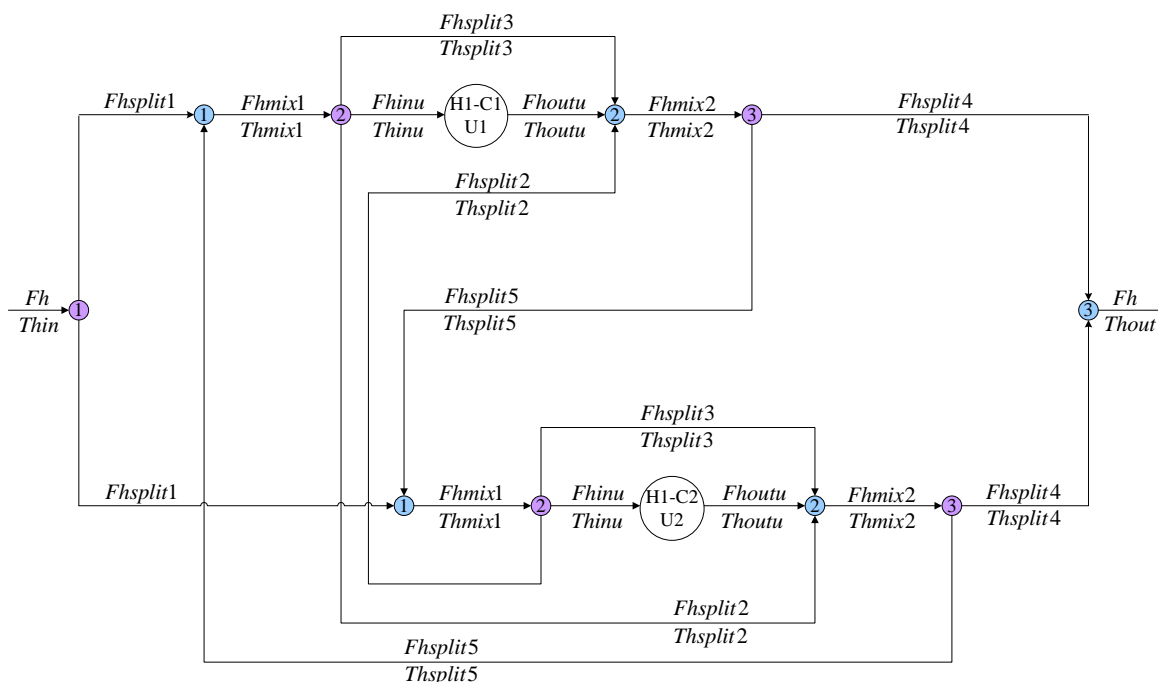 Fhsplit3
Thsplit3
Fhsplit1
1
Fhmix1
Thmix1
2
Fhinu
Thinu
H1-C1
U1
Fhoutu
Thoutu
2
Fhmix2
Thmix2
3
Fhsplit4
Thsplit4
Fhsplit2
Thsplit2
Fh
Thin
1
Fhsplit5
Thsplit5
3
Fh
Thout
Fhsplit3
Thsplit3
Fhsplit1
1
Fhmix1
Thmix1
2
Fhinu
Thinu
H1-C2
U2
Fhoutu
Thoutu
2
Fhmix2
Thmix2
3
Fhsplit4
Thsplit4
Fhsplit2
Thsplit2
Fhsplit5
Thsplit5